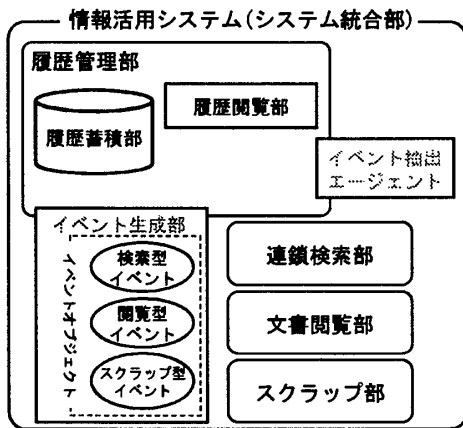 情報活用システム(システム統合部)
履歴管理部
履歴閲覧部
履歴蓄積部
イベント抽出
エージェント
イベント生成部
イベントオブジェクト
検索型
イベント
閲覧型
イベント
スクラップ型
イベント
連鎖検索部
文書閲覧部
スクラップ部